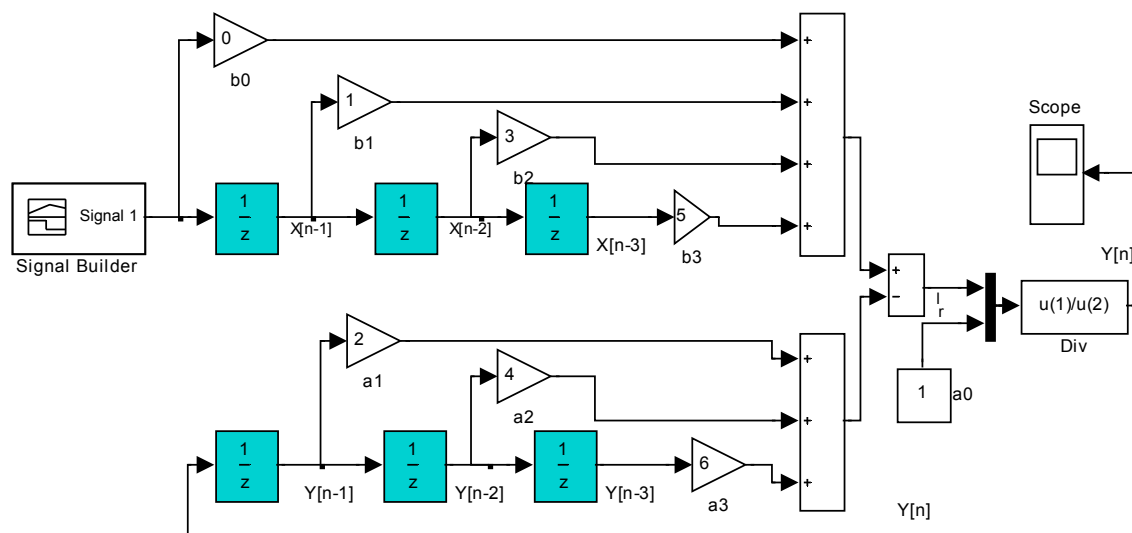 0
b0
1
b1
3
b2
Scope
Signal 1
1
z
X[n-1]
1
z
X[n-2]
1
z
X[n-3]
5
b3
Signal Builder
+
+
+
+
Y[n]
+
−
I
r
u(1)/u(2)
Div
1
a0
2
a1
4
a2
1
z
Y[n-1]
1
z
Y[n-2]
1
z
Y[n-3]
6
a3
+
+
+
Y[n]